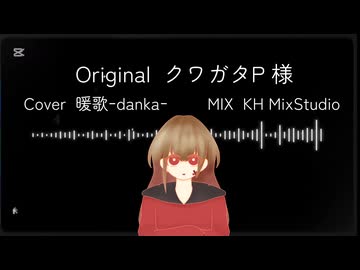 Original クワガタP 様
Cover 暖歌-danka-
MIX KH MixStudio